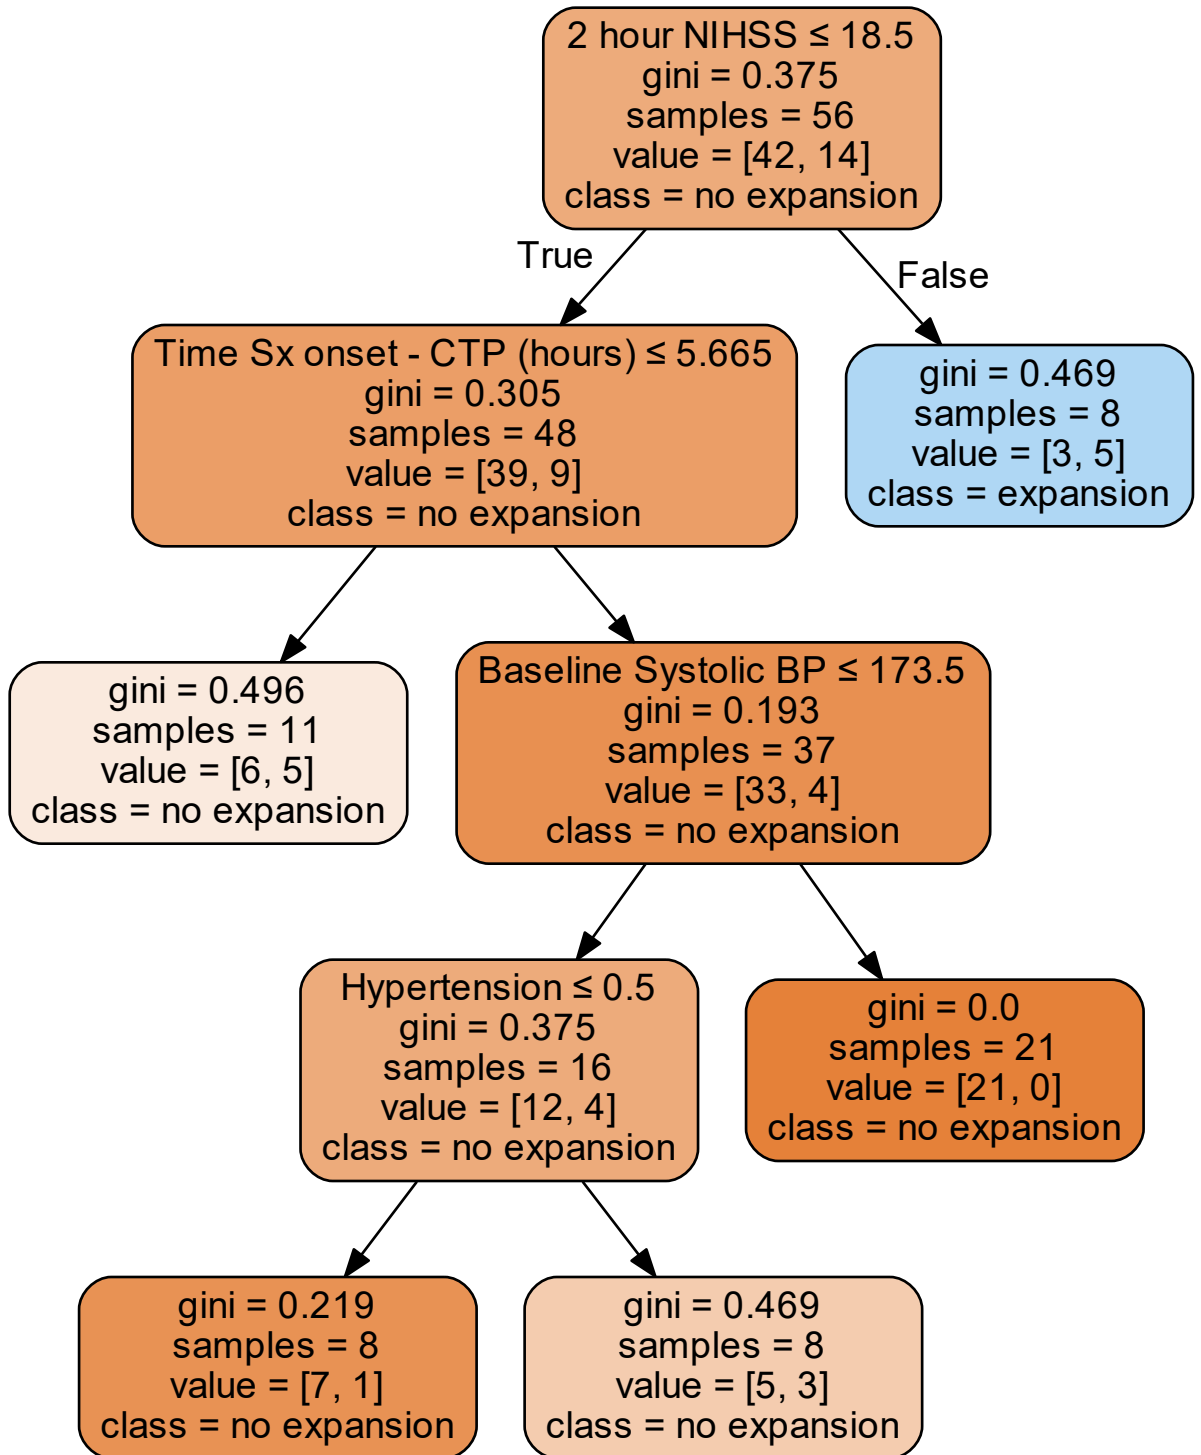 2 hour NIHSS ≤ 18.5
gini = 0.375
samples = 56
value = [42, 14]
class = no expansion
True
False
Time Sx onset - CTP (hours) ≤ 5.665
gini = 0.305
samples = 48
value = [39, 9]
class = no expansion
gini = 0.469
samples = 8
value = [3, 5]
class = expansion
gini = 0.496
samples = 11
value = [6, 5]
class = no expansion
Baseline Systolic BP ≤ 173.5
gini = 0.193
samples = 37
value = [33, 4]
class = no expansion
Hypertension ≤ 0.5
gini = 0.375
samples = 16
value = [12, 4]
class = no expansion
gini = 0.0
samples = 21
value = [21, 0]
class = no expansion
gini = 0.219
samples = 8
value = [7, 1]
class = no expansion
gini = 0.469
samples = 8
value = [5, 3]
class = no expansion